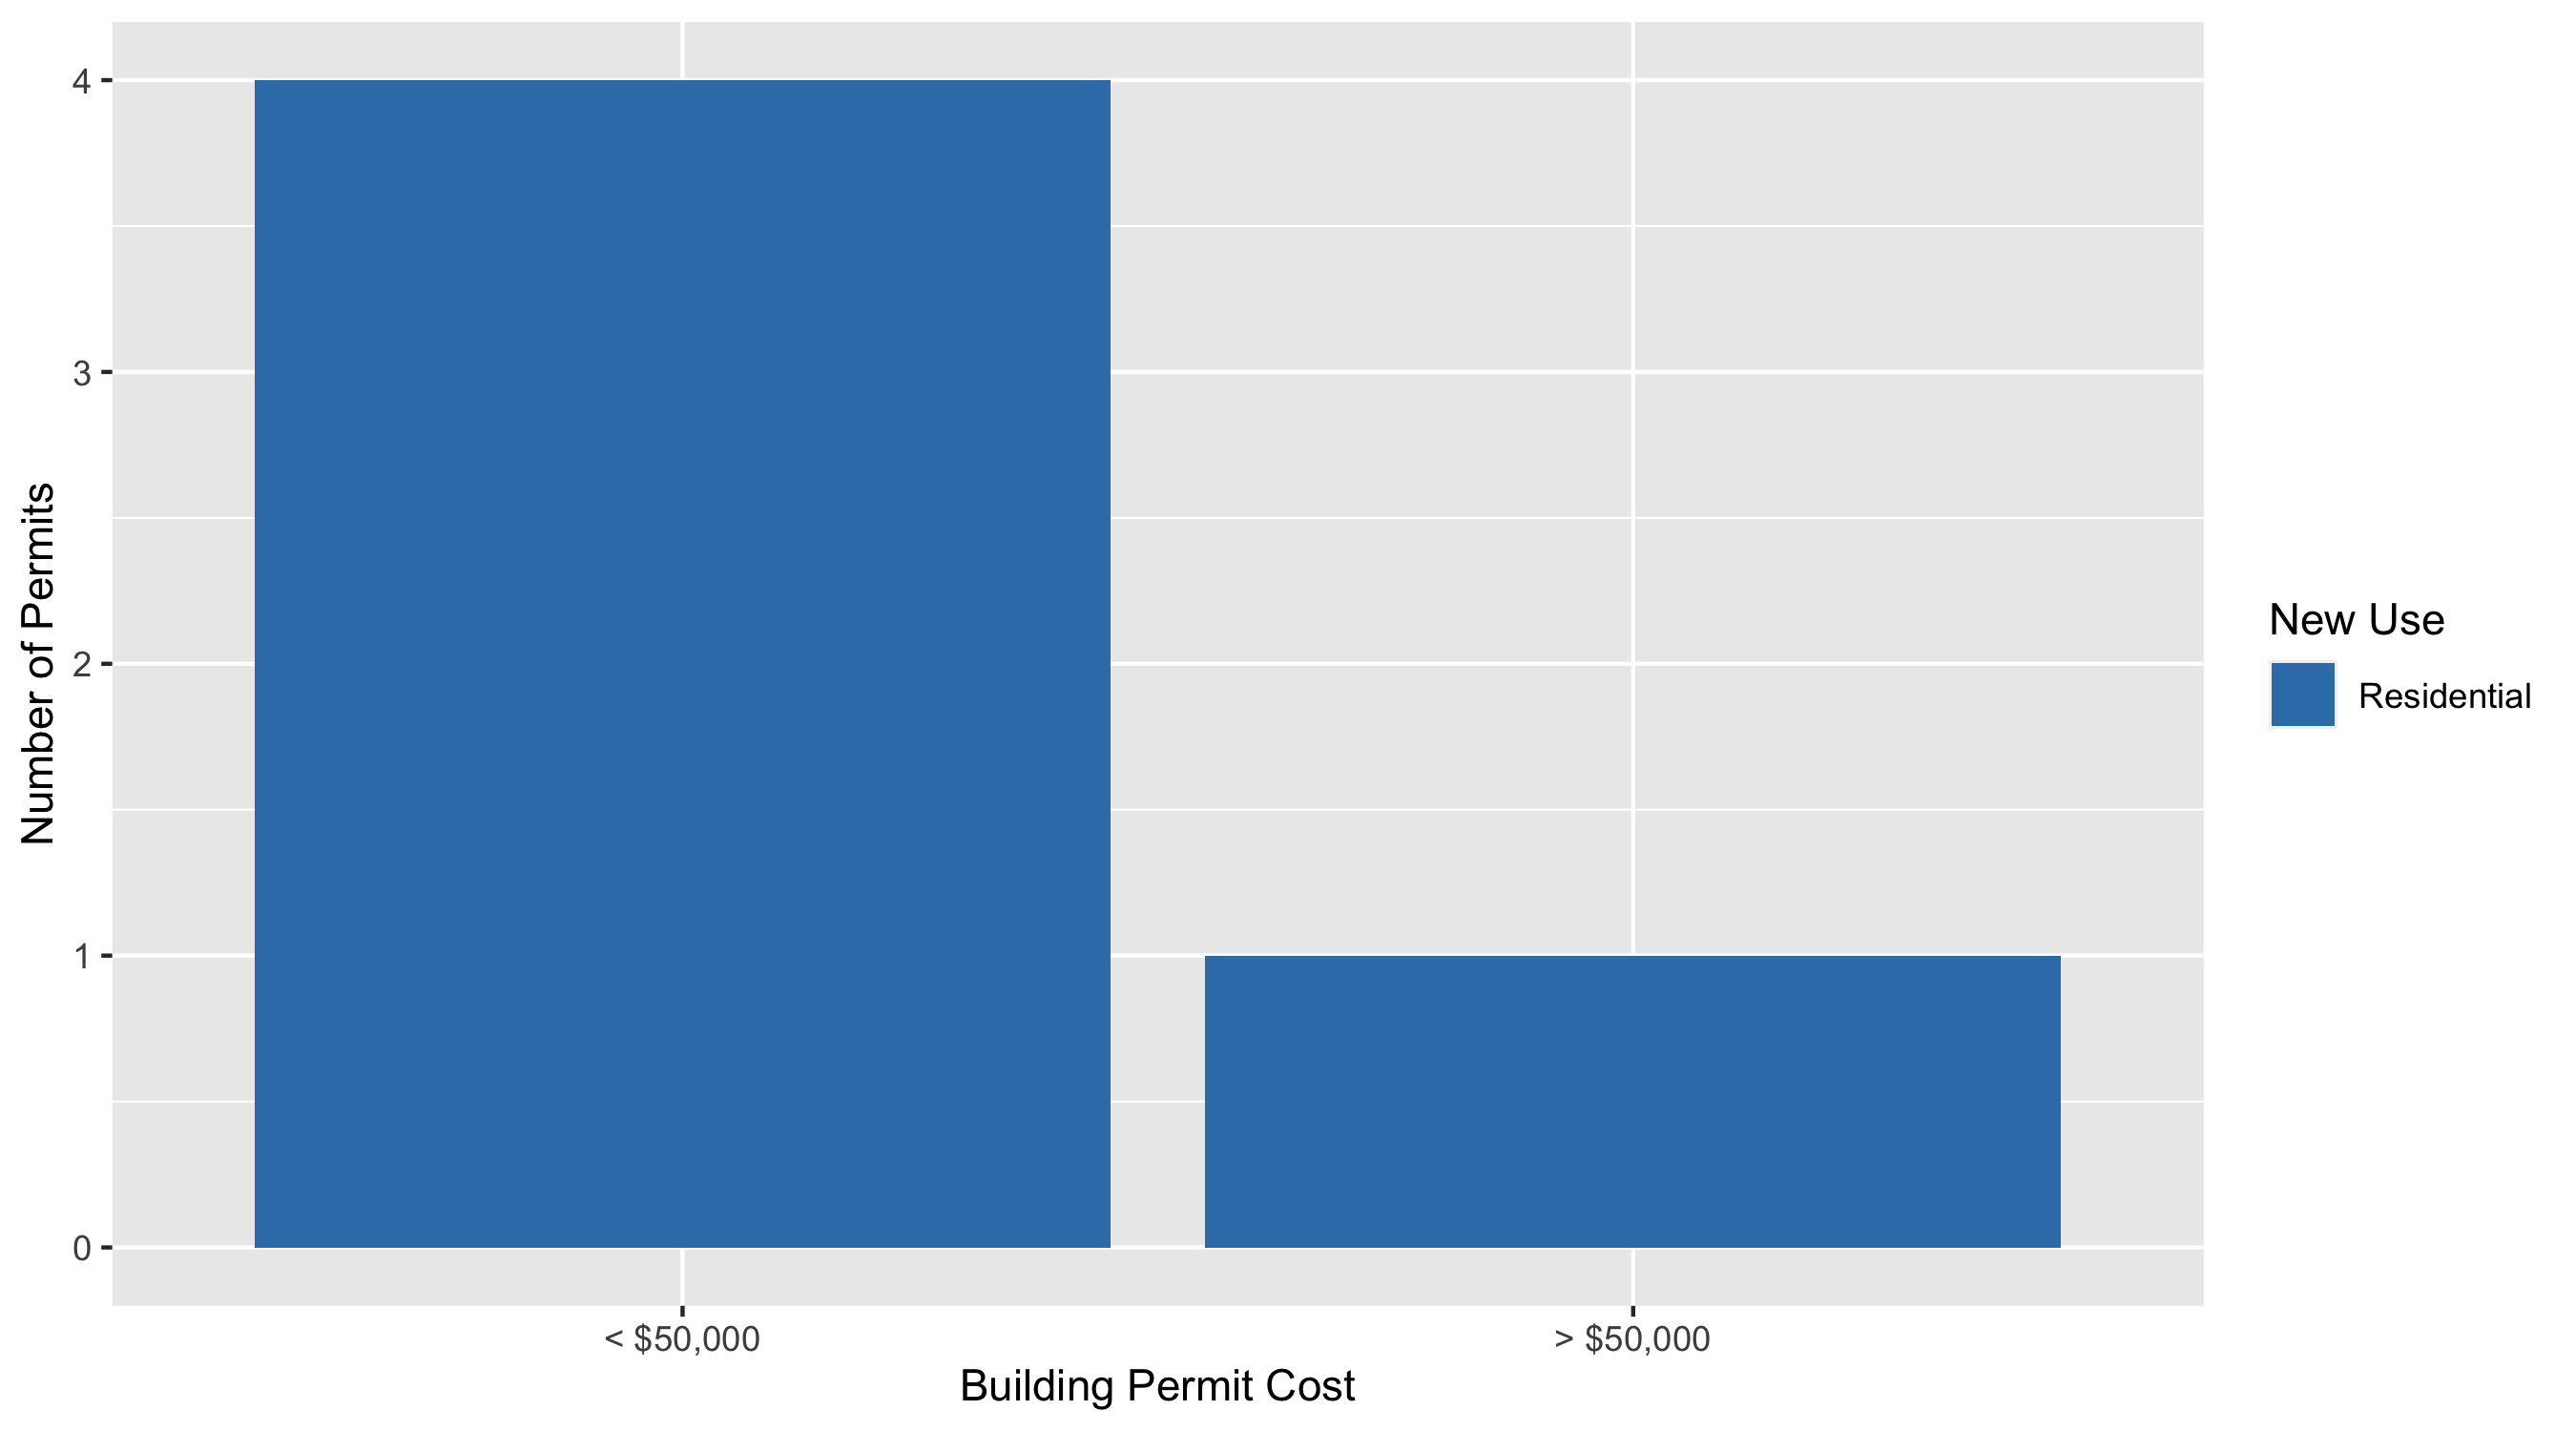 4
3
2
1
0
Number of Permits
< $50,000
> $50,000
Building Permit Cost
New Use
Residential